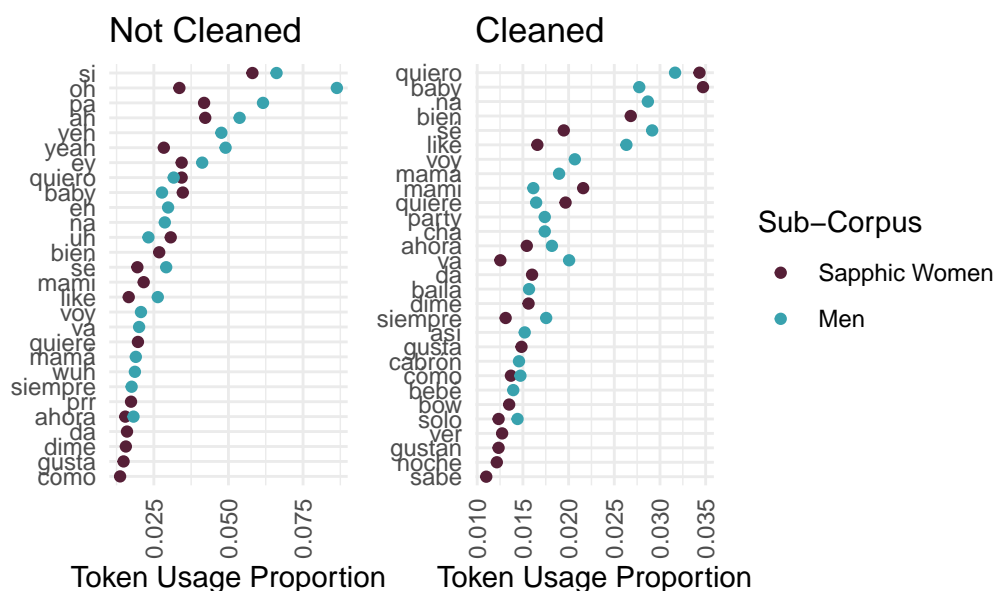 Not Cleaned
si
oh
pa
ah
yeh
yeah
ey
quiero
baby
eh
na
uh
bien
se
mami
like
voy
va
quiere
mama
wuh
siempre
prr
ahora
da
dime
gusta
como
0.025
0.050
0.075
Token Usage Proportion
Cleaned
quiero
baby
na
bien
se
like
voy
mama
mami
quiere
party
cha
ahora
va
da
baila
dime
siempre
asi
gusta
cabron
como
bebe
bow
solo
ver
gustan
noche
sabe
0.010
0.015
0.020
0.025
0.030
0.035
Token Usage Proportion
Sub−Corpus
Sapphic Women
Men